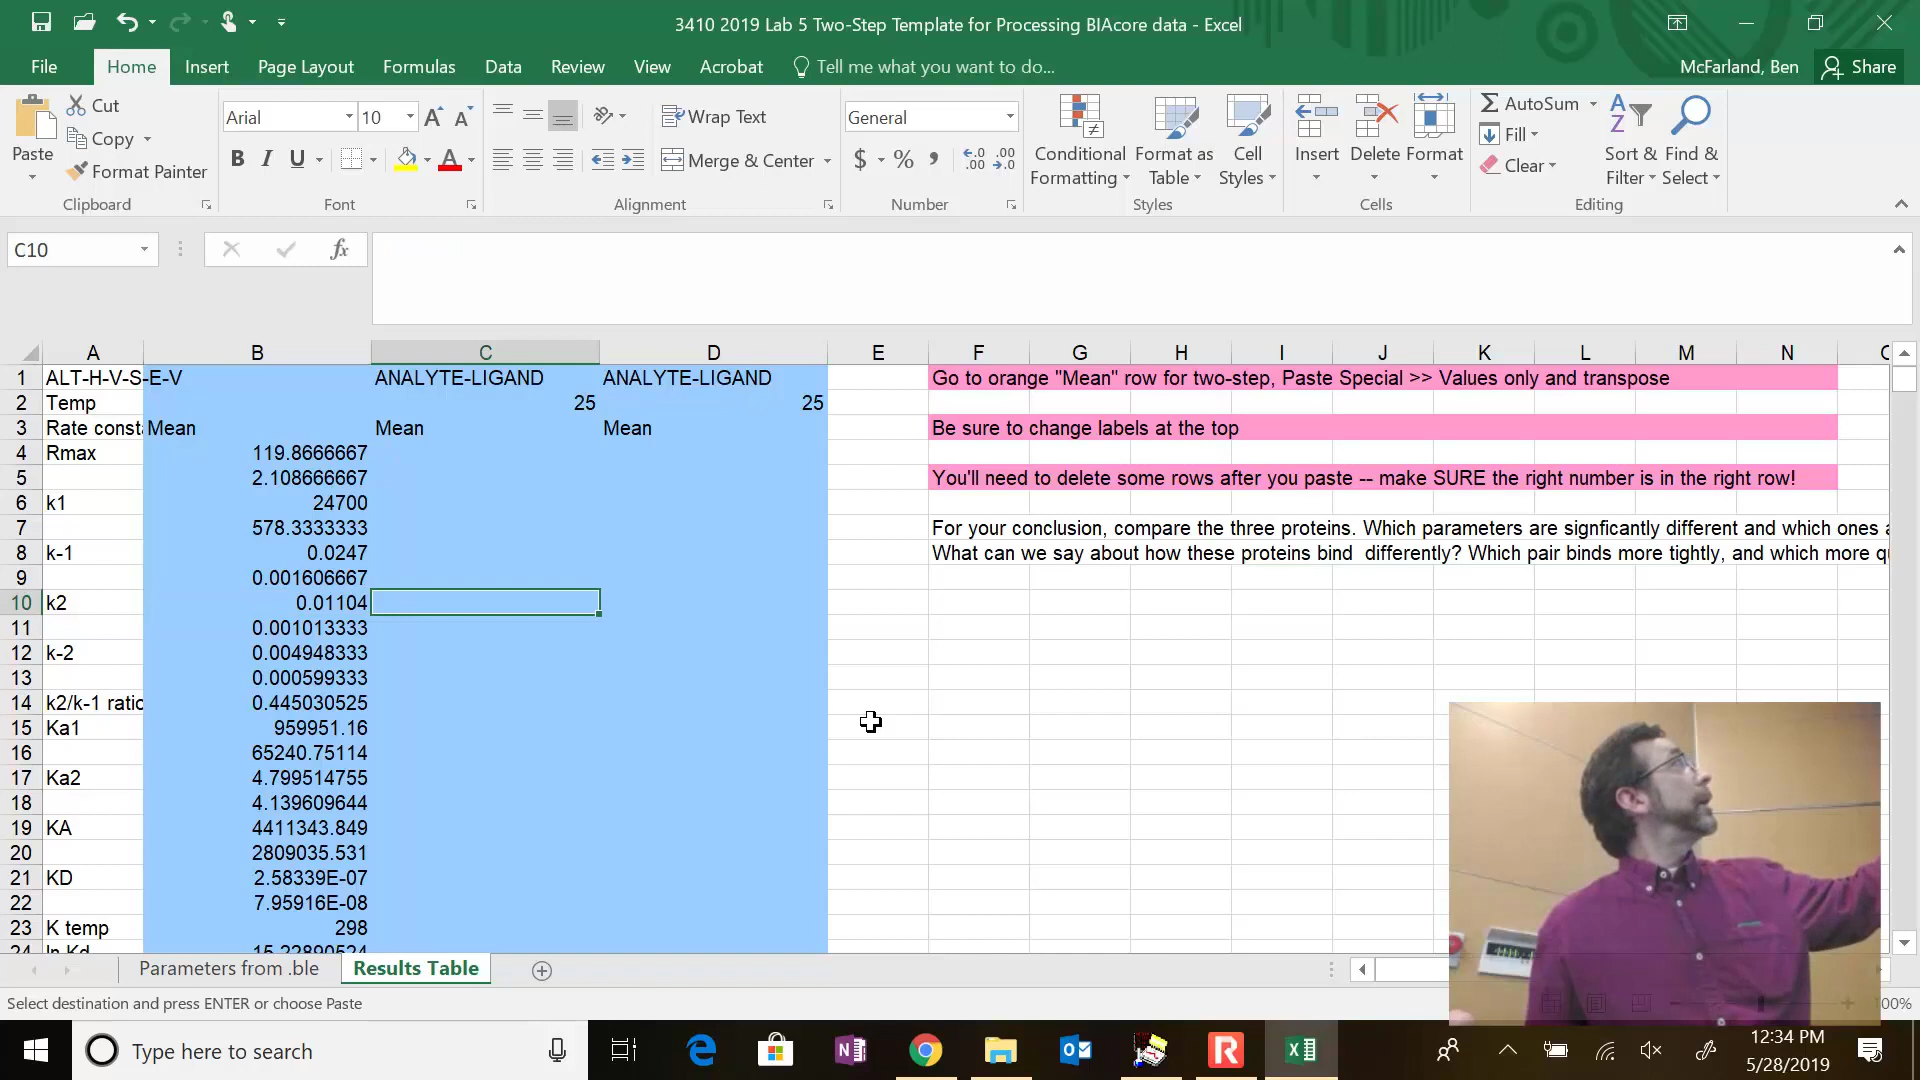 3410 2019 Lab 5 Two-Step Template for Processing BIAcore data - Excel
File Home Insert Page Layout Formulas Data Review View Acrobat Tell me what you want to do... McFarland, Ben Share
Paste Cut Copy Format Painter Clipboard
Arial 10 B I U A Font
Wrap Text Merge & Center Alignment
General $ % Number
Conditional Formatting Format as Table Cell Styles Styles
Insert Delete Format Cells
AutoSum Fill Clear Sort & Filter Find & Select Editing
C10 fx
A B C D E F G H I J K L M N
1 ALT-H-V-S-E-V ANALYTE-LIGAND ANALYTE-LIGAND Go to orange "Mean" row for two-step, Paste Special >> Values only and transpose
2 Temp 25 25
3 Rate const Mean Mean Mean Be sure to change labels at the top
4 Rmax 119.8666667
5 2.108666667 You'll need to delete some rows after you paste -- make SURE the right number is in the right row!
6 k1 24700
7 578.3333333 For your conclusion, compare the three proteins. Which parameters are signficantly different and which ones
8 k-1 0.0247 What can we say about how these proteins bind differently? Which pair binds more tightly, and which more
9 0.001606667
10 k2 0.01104
11 0.001013333
12 k-2 0.004948333
13 0.000599333
14 k2/k-1 ratio 0.445030525
15 Ka1 959951.16
16 65240.75114
17 Ka2 4.799514755
18 4.139609644
19 KA 4411343.849
20 2809035.531
21 KD 2.58339E-07
22 7.95916E-08
23 K temp 298
24 ln Kd 15.22890524
Parameters from .ble Results Table
Select destination and press ENTER or choose Paste 100%
Type here to search
12:34 PM
5/28/2019